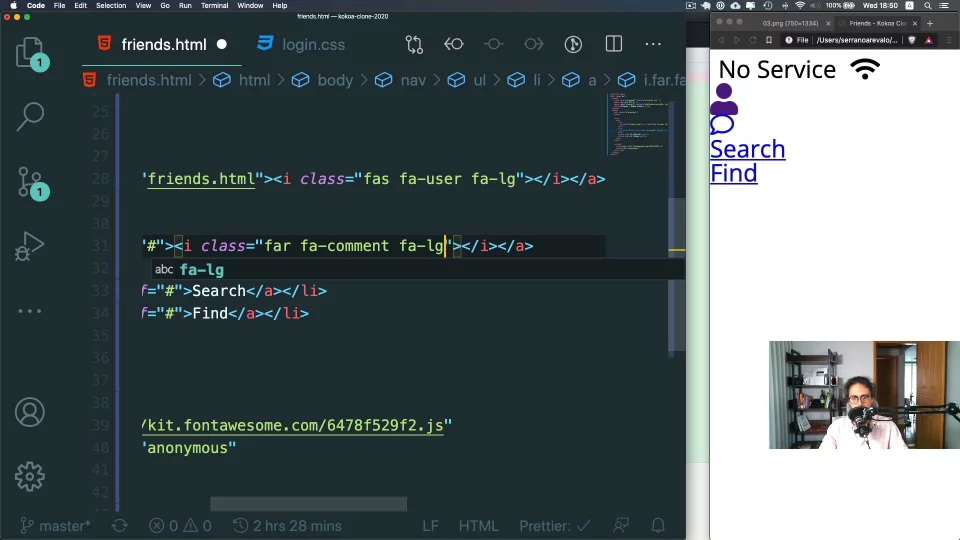 Code File Edit Selection View Go Run Terminal Window Help 100% Wed 18:50
friends.html — kokoa-clone-2020
03.png (750×1334) Friends - Kokoa Clone
friends.html login.css
File /Users/serranoarevalo/
friends.html > html > body > nav > ul > li > a > i.far.fa
No Service
25
26
27
28 "friends.html"><i class="fas fa-user fa-lg"></i></a>
29
30
31 "#"><i class="far fa-comment fa-lg"></i></a>
abc fa-lg
32
33 f="#">Search</a></li>
34 f="#">Find</a></li>
35
36
37
38
39 /kit.fontawesome.com/6478f529f2.js"
40 "anonymous"
41
42
Search
Find
1
1
master* 0 0 2 hrs 28 mins LF HTML Prettier: ✓